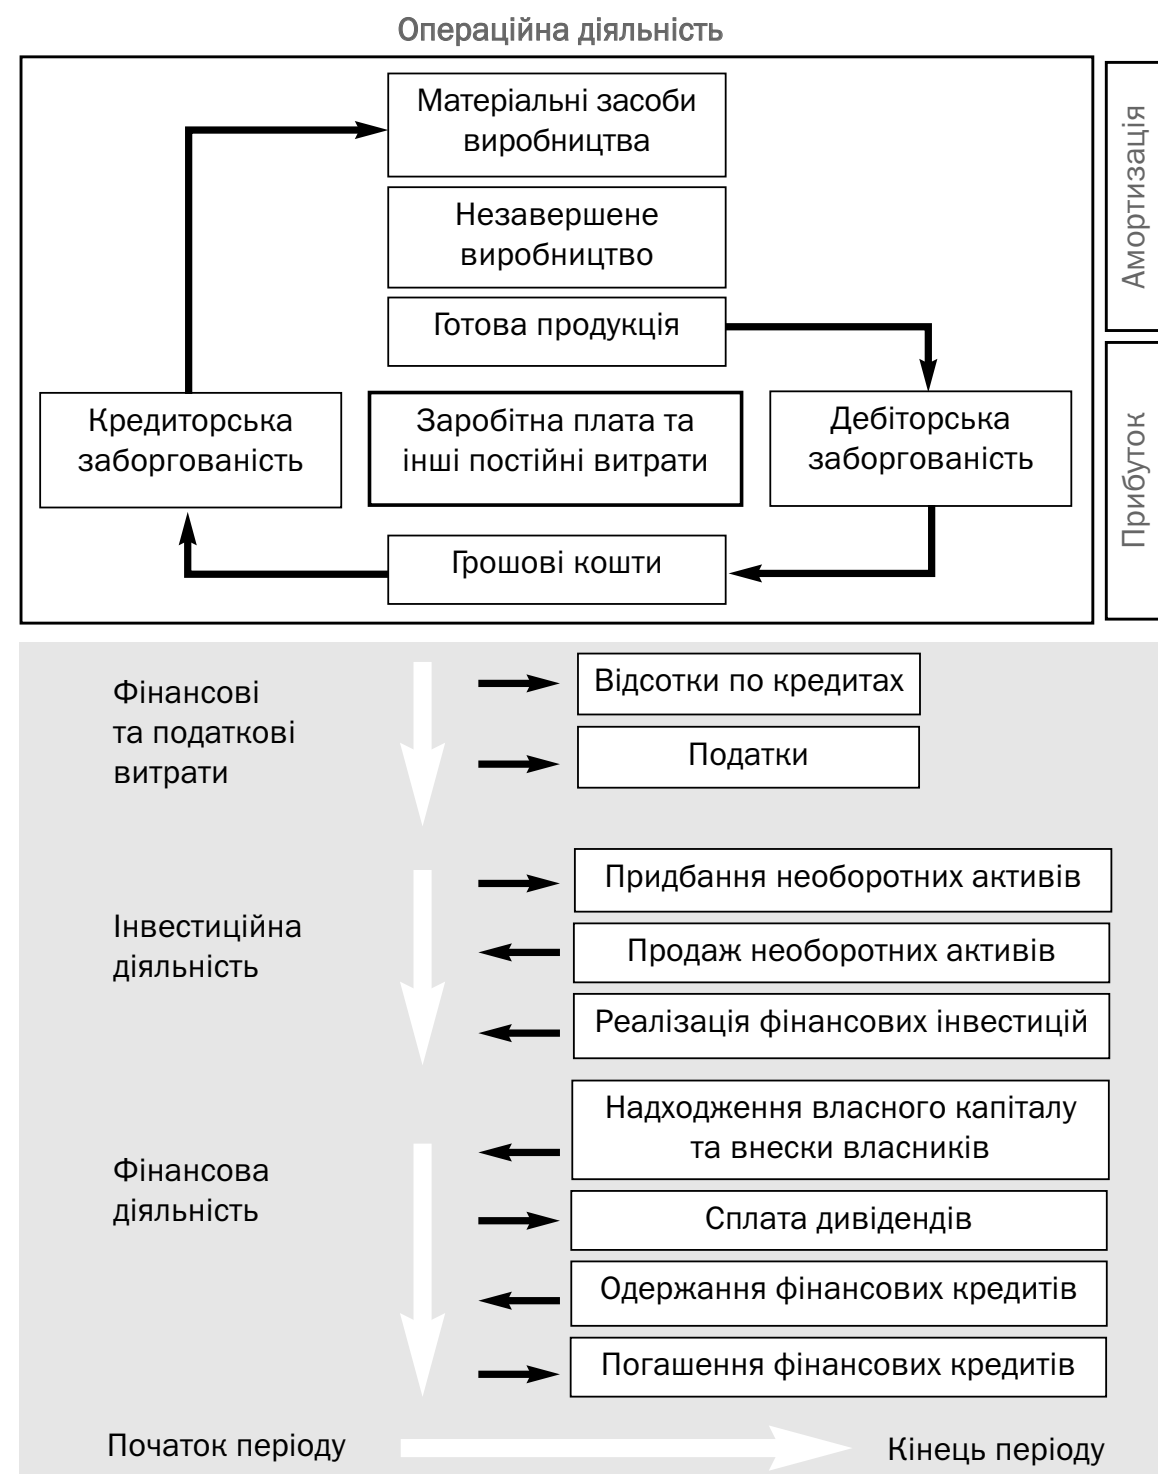 Операційна діяльність
Матеріальні засоби
виробництва
Незавершене
виробництво
Готова продукція
Кредиторська
заборгованість
Заробітна плата та
інші постійні витрати
Дебіторська
заборгованість
Грошові кошти
Амортизація
Прибуток
Фінансові
та податкові
витрати
Відсотки по кредитах
Податки
Інвестиційна
діяльність
Придбання необоротних активів
Продаж необоротних активів
Реалізація фінансових інвестицій
Фінансова
діяльність
Надходження власного капіталу
та внески власників
Сплата дивідендів
Одержання фінансових кредитів
Погашення фінансових кредитів
Початок періоду
Кінець періоду